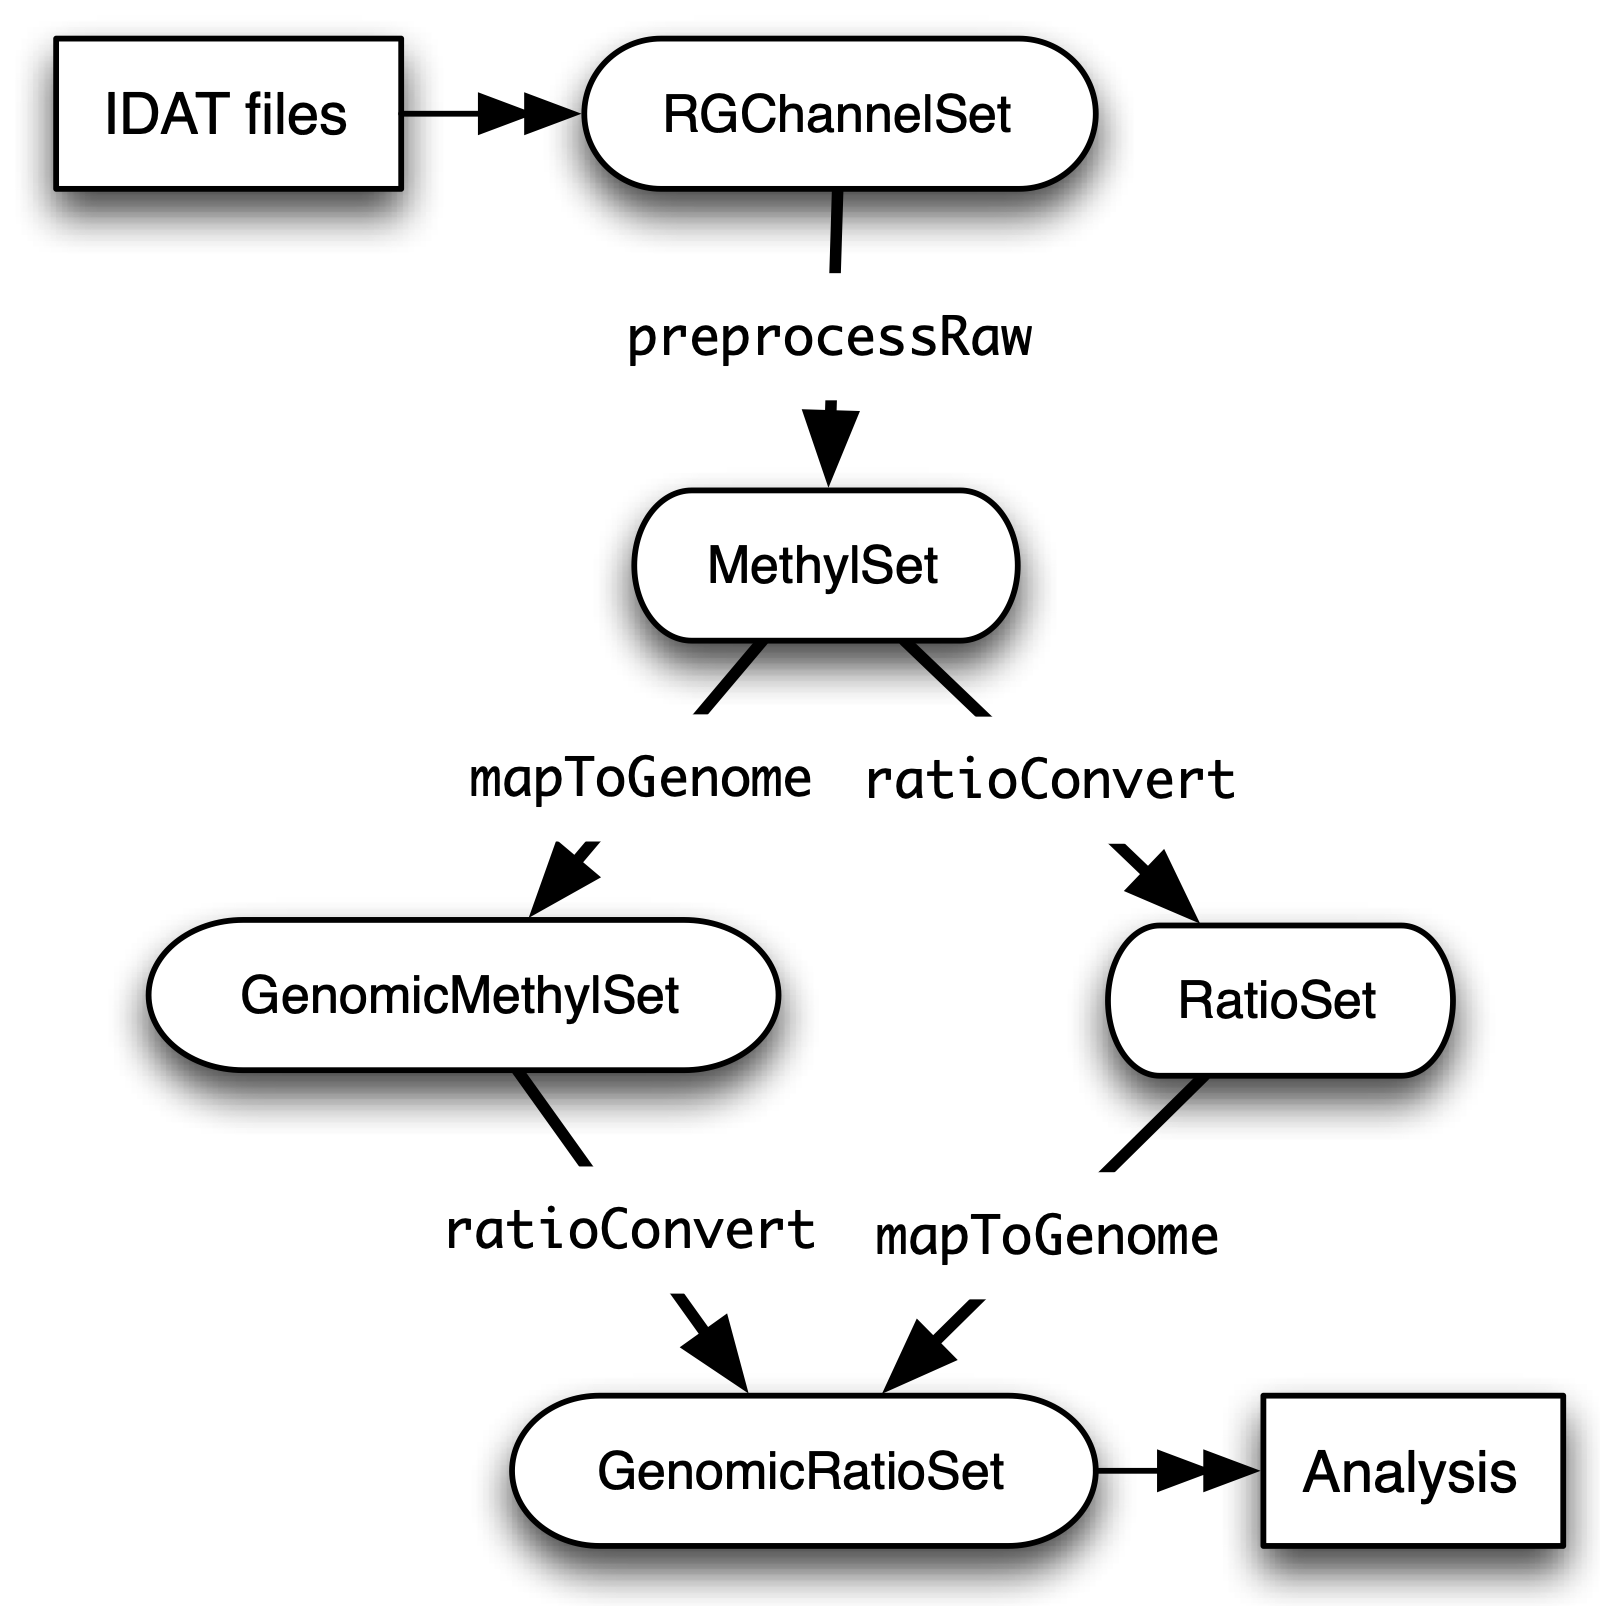 IDAT files
RGChannelSet
preprocessRaw
MethylSet
mapToGenome
ratioConvert
GenomicMethylSet
RatioSet
ratioConvert
mapToGenome
GenomicRatioSet
Analysis